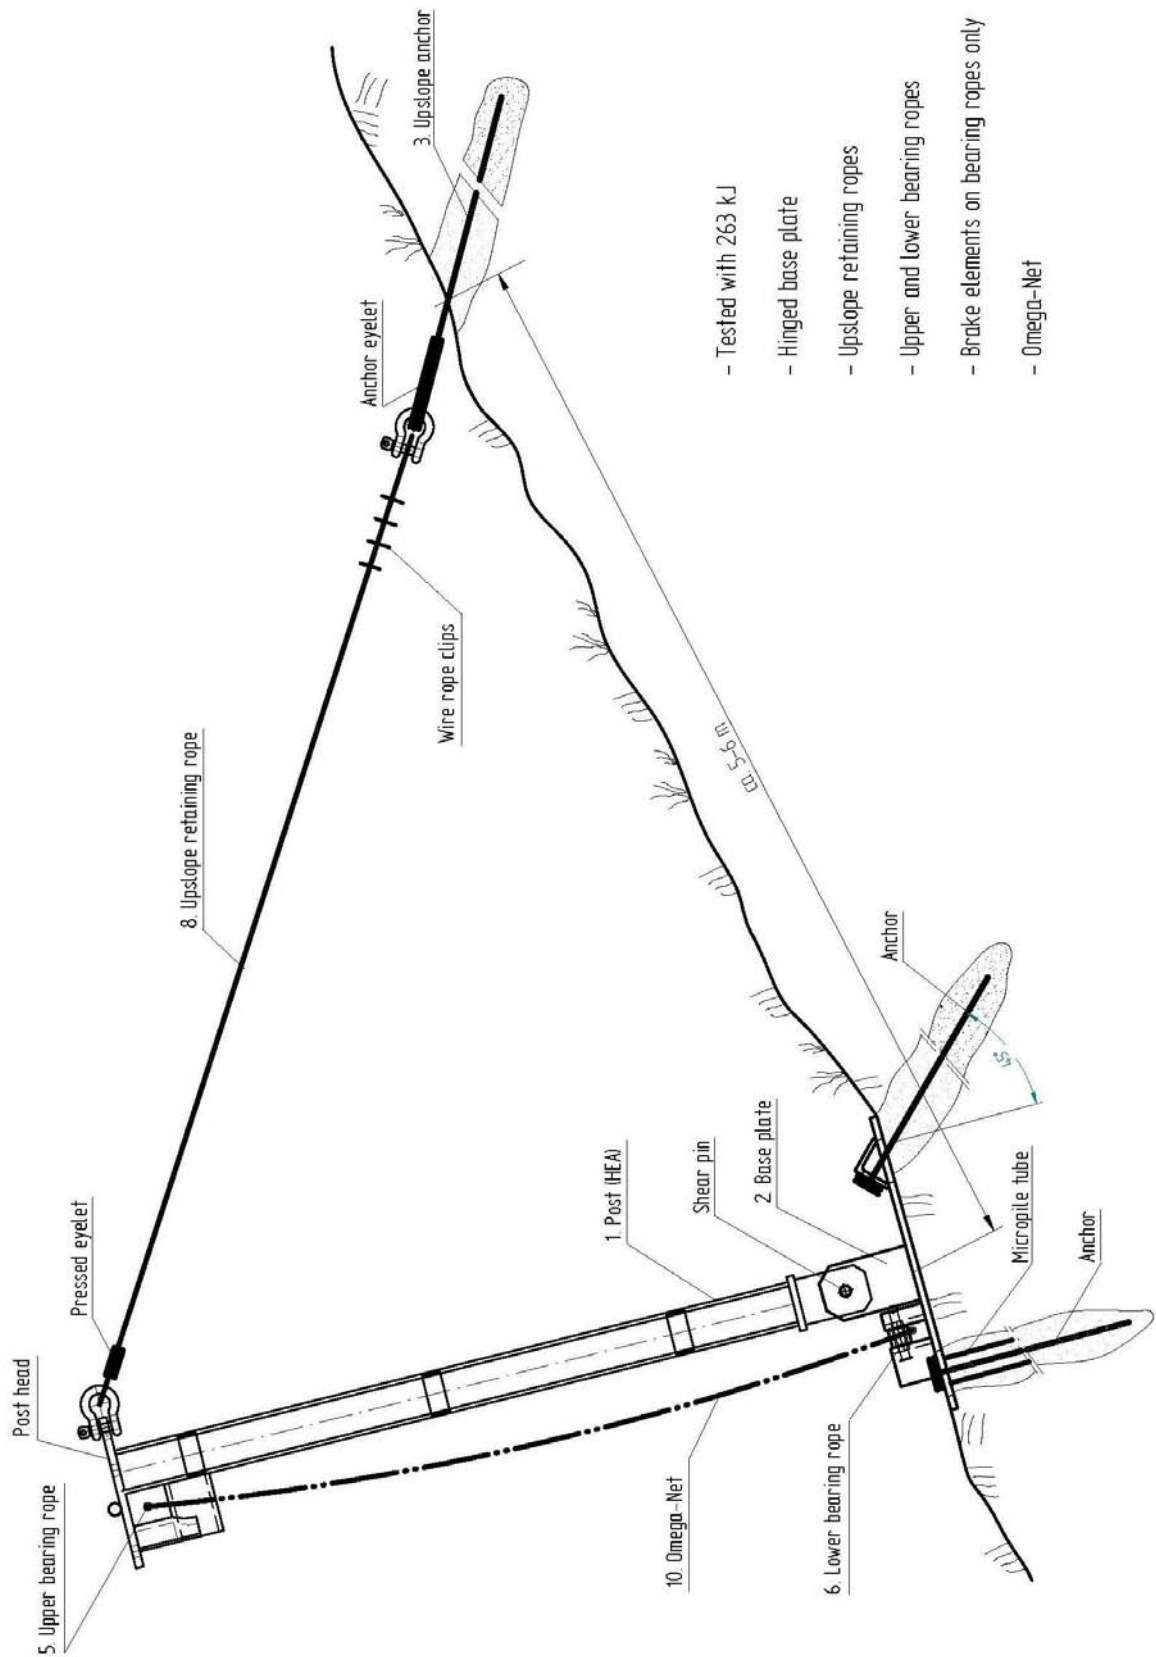 5. Upper bearing rope
Post head
Pressed eyelet
8. Upslope retaining rope
Wire rope clips
Anchor eyelet
3. Upslope anchor
10. Omega-Net
6. Lower bearing rope
1. Post (HEA)
Shear pin
2. Base plate
Micropile tube
Anchor
Anchor
45°
ca. 5-6 m
- Tested with 263 kJ
- Hinged base plate
- Upslope retaining ropes
- Upper and lower bearing ropes
- Brake elements on bearing ropes only
- Omega-Net